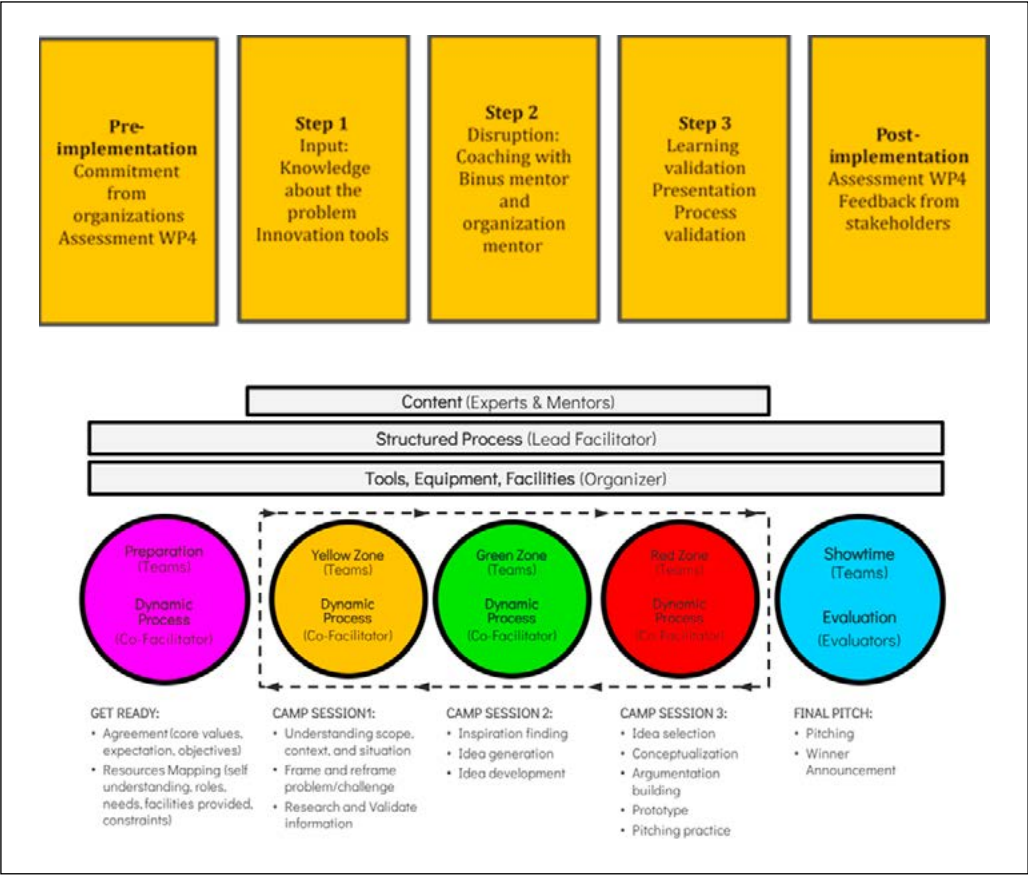 Pre-
implementation
Commitment
from
organizations
Assessment WP4
Step 1
Input:
Knowledge
about the
problem
Innovation tools
Step 2
Disruption:
Coaching with
Binus mentor
and
organization
mentor
Step 3
Learning
validation
Presentation
Process
validation
Post-
implementation
Assessment WP4
Feedback from
stakeholders
Content (Experts & Mentors)
Structured Process (Lead Facilitator)
Tools, Equipment, Facilities (Organizer)
Preparation
(Teams)
Dynamic
Process
(Co-Facilitator)
Yellow Zone
(Teams)
Dynamic
Process
(Co-Facilitator)
Green Zone
(Teams)
Dynamic
Process
(Co-Facilitator)
Red Zone
(Teams)
Dynamic
Process
(Co-Facilitator)
Showtime
(Teams)
Evaluation
(Evaluators)
GET READY:
• Agreement (core values,
expectation, objectives)
• Resources Mapping (self
understanding, roles,
needs, facilities provided,
constraints)
CAMP SESSION1:
• Understanding scope,
context, and situation
• Frame and reframe
problem/challenge
• Research and Validate
information
CAMP SESSION 2:
• Inspiration finding
• Idea generation
• Idea development
CAMP SESSION 3:
• Idea selection
• Conceptualization
• Argumentation
building
• Prototype
• Pitching practice
FINAL PITCH:
• Pitching
• Winner
Announcement